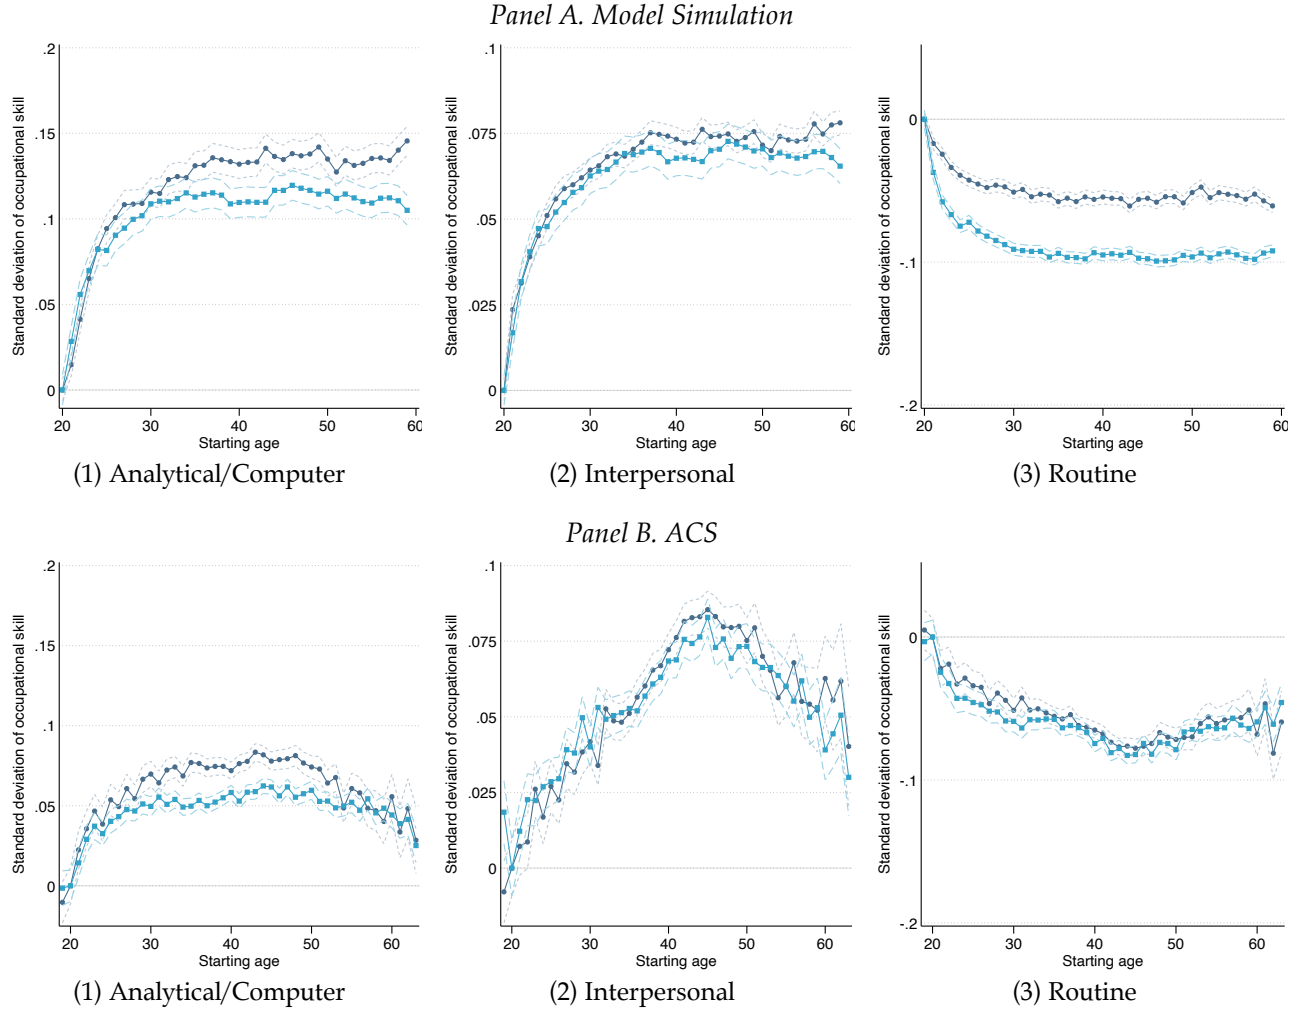 Panel A. Model Simulation
Standard deviation of occupational skill
.2
.15
.1
.05
0
20 30 40 50 60
Starting age
(1) Analytical/Computer
Standard deviation of occupational skill
.1
.075
.05
.025
0
20 30 40 50 60
Starting age
(2) Interpersonal
Standard deviation of occupational skill
0
-.1
-.2
20 30 40 50 60
Starting age
(3) Routine
Panel B. ACS
Standard deviation of occupational skill
.2
.15
.1
.05
0
20 30 40 50 60
Starting age
(1) Analytical/Computer
Standard deviation of occupational skill
.1
.075
.05
.025
0
20 30 40 50 60
Starting age
(2) Interpersonal
Standard deviation of occupational skill
0
-.1
-.2
20 30 40 50 60
Starting age
(3) Routine